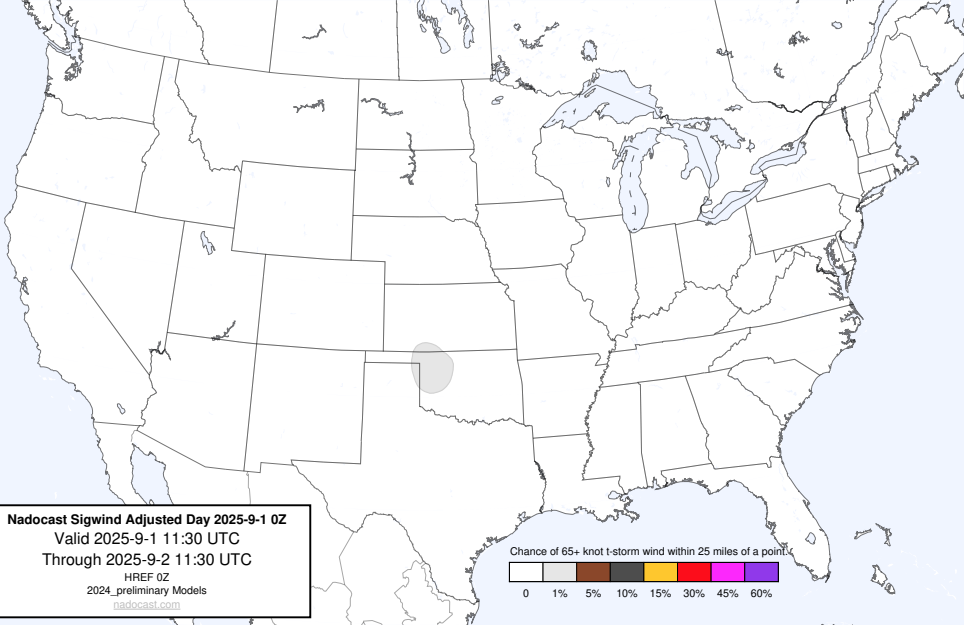 Nadocast Sigwind Adjusted Day 2025-9-1 0Z
Valid 2025-9-1 11:30 UTC
Through 2025-9-2 11:30 UTC
HREF 0Z
2024_preliminary Models
nadocast.com
Chance of 65+ knot t-storm wind within 25 miles of a point.
0 1% 5% 10% 15% 30% 45% 60%